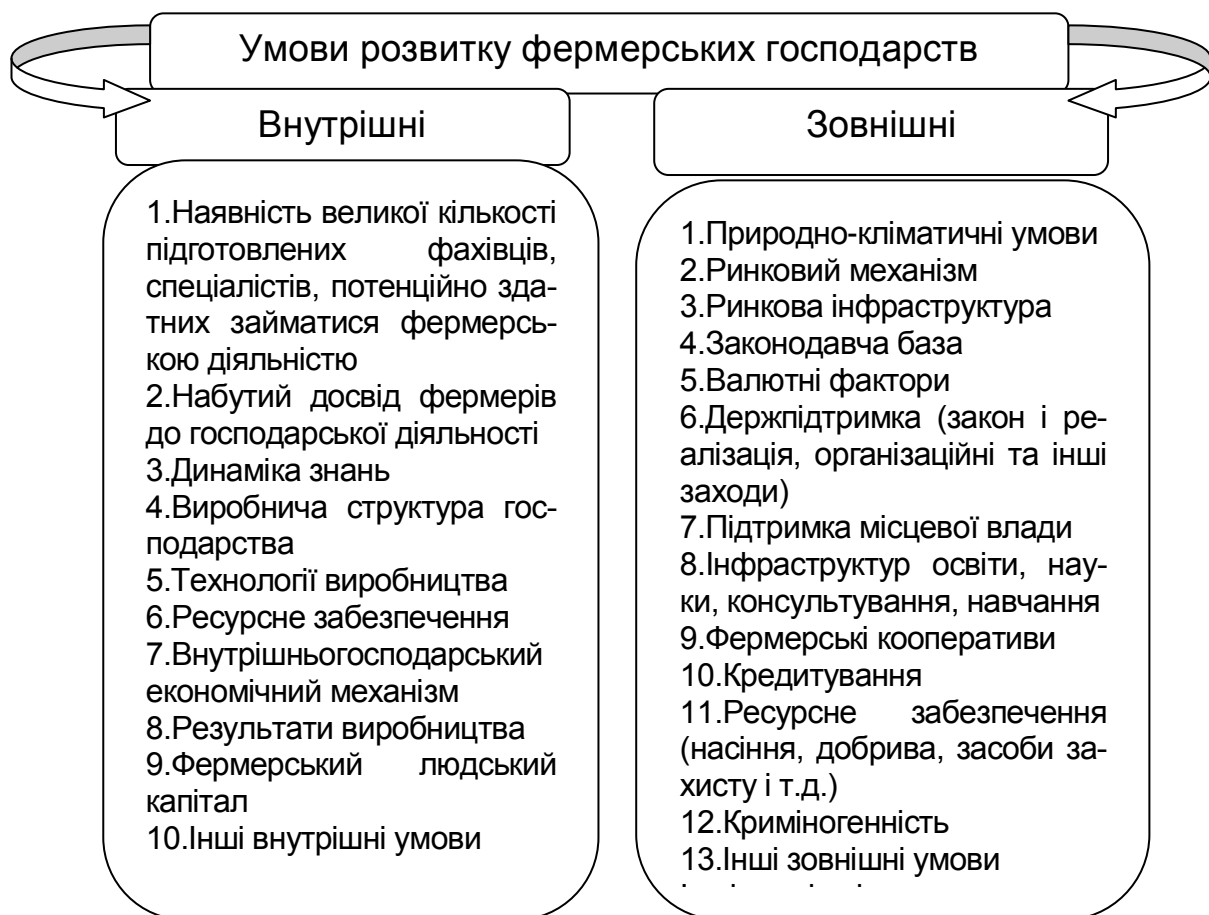 Умови розвитку фермерських господарств
Внутрішні
1.Наявність великої кількості
підготовлених фахівців,
спеціалістів, потенційно зда-
тних займатися фермерсь-
кою діяльністю
2.Набутий досвід фермерів
до господарської діяльності
3.Динаміка знань
4.Виробнича структура гос-
подарства
5.Технології виробництва
6.Ресурсне забезпечення
7.Внутрішньогосподарський
економічний механізм
8.Результати виробництва
9.Фермерський людський
капітал
10.Інші внутрішні умови
Зовнішні
1.Природно-кліматичні умови
2.Ринковий механізм
3.Ринкова інфраструктура
4.Законодавча база
5.Валютні фактори
6.Держпідтримка (закон і ре-
алізація, організаційні та інші
заходи)
7.Підтримка місцевої влади
8.Інфраструктур освіти, нау-
ки, консультування, навчання
9.Фермерські кооперативи
10.Кредитування
11.Ресурсне забезпечення
(насіння, добрива, засоби за-
хисту і т.д.)
12.Криміногенність
13.Інші зовнішні умови